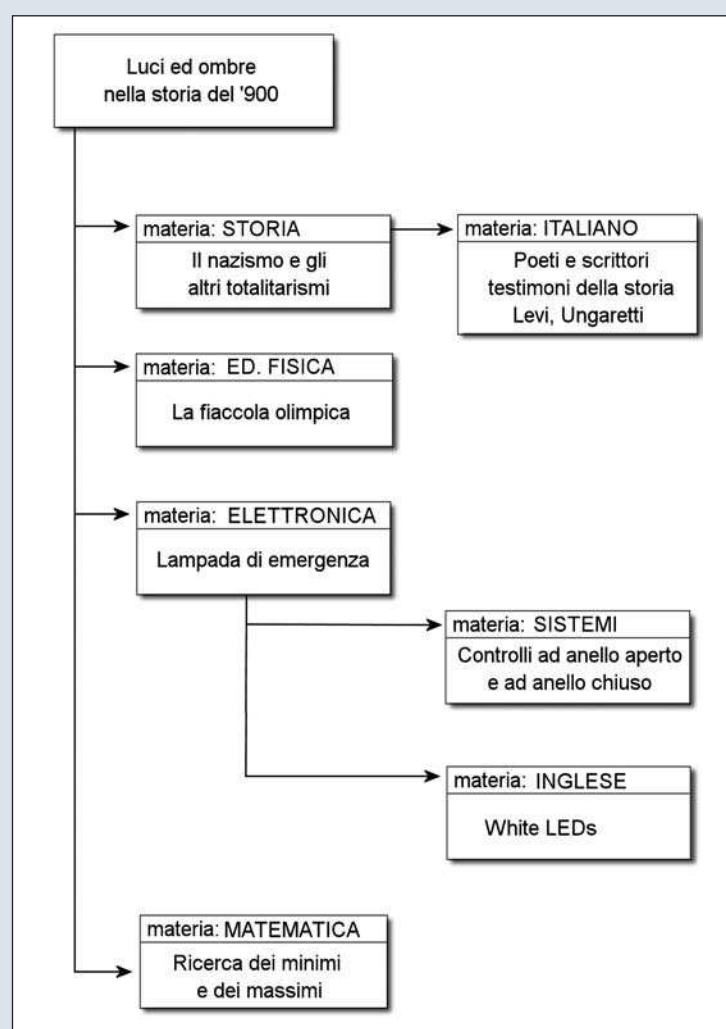 Luci ed ombre
nella storia del '900
materia: STORIA
Il nazismo e gli
altri totalitarismi
materia: ITALIANO
Poeti e scrittori
testimoni della storia
Levi, Ungaretti
materia: ED. FISICA
La fiaccola olimpica
materia: ELETTRONICA
Lampada di emergenza
materia: SISTEMI
Controlli ad anello aperto
e ad anello chiuso
materia: INGLESE
White LEDs
materia: MATEMATICA
Ricerca dei minimi
e dei massimi